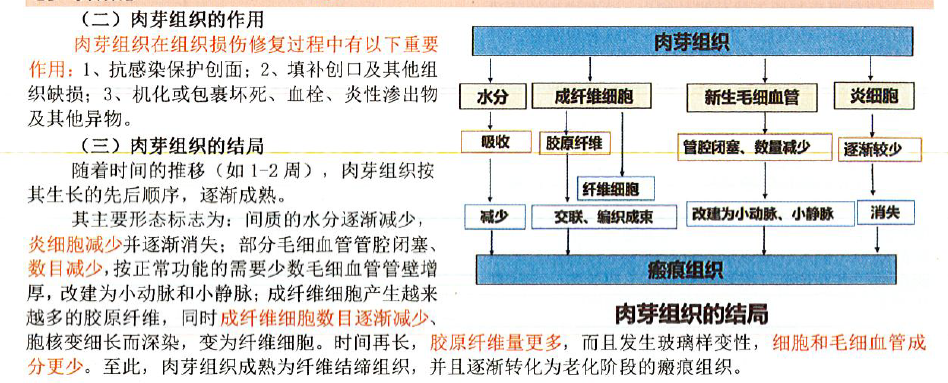 （二）肉芽组织的作用
肉芽组织在组织损伤修复过程中有以下重要
作用：1、抗感染保护创面；2、填补创口及其他组
织缺损；3、机化或包裹坏死、血栓、炎性渗出物
及其他异物。
（三）肉芽组织的结局
随着时间的推移（如 1-2 周），肉芽组织按
其生长的先后顺序，逐渐成熟。
其主要形态标志为：间质的水分逐渐减少，
炎细胞减少并逐渐消失；部分毛细血管管腔闭塞、
数目减少，按正常功能的需要少数毛细血管管壁增
厚，改建为小动脉和小静脉；成纤维细胞产生越来
越多的胶原纤维，同时成纤维细胞数目逐渐减少、
胞核变细长而深染，变为纤维细胞。时间再长，胶原纤维量更多，而且发生玻璃样变性，细胞和毛细血管成
分更少。至此，肉芽组织成熟为纤维结缔组织，并且逐渐转化为老化阶段的瘢痕组织。
肉芽组织
水分 成纤维细胞 新生毛细血管 炎细胞
吸收 胶原纤维 管腔闭塞、数量减少 逐渐较少
纤维细胞
减少 交联、编织成束 改建为小动脉、小静脉 消失
瘢痕组织
肉芽组织的结局